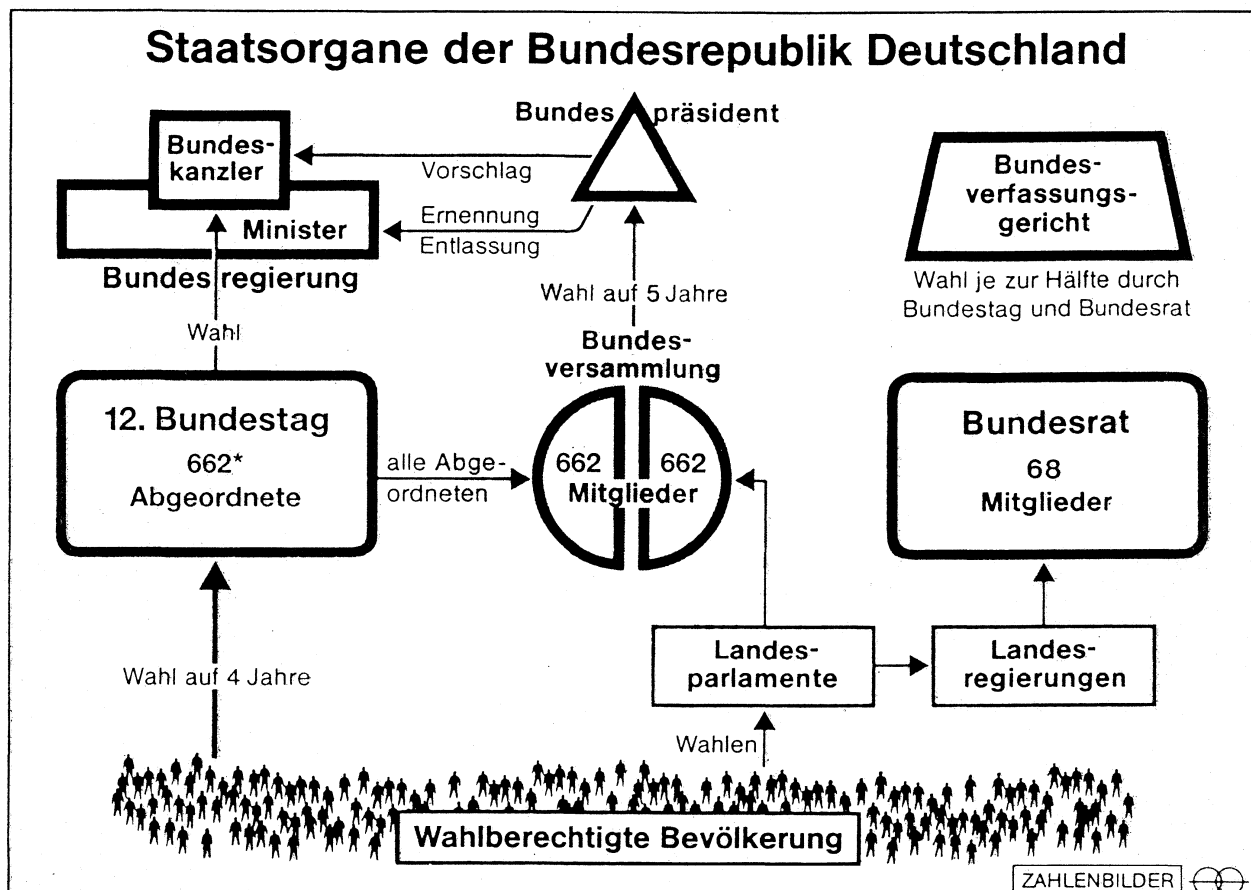 Staatsorgane der Bundesrepublik Deutschland
Bundes-
kanzler
Minister
Bundesregierung
Vorschlag
Ernennung
Entlassung
Bundespräsident
Bundes-
verfassungs-
gericht
Wahl je zur Hälfte durch
Bundestag und Bundesrat
Wahl
Wahl auf 5 Jahre
Bundes-
versammlung
12. Bundestag
662*
Abgeordnete
alle Abge-
ordneten
662 662
Mitglieder
Bundesrat
68
Mitglieder
Wahl auf 4 Jahre
Landes-
parlamente
Landes-
regierungen
Wahlen
Wahlberechtigte Bevölkerung
ZAHLENBILDER